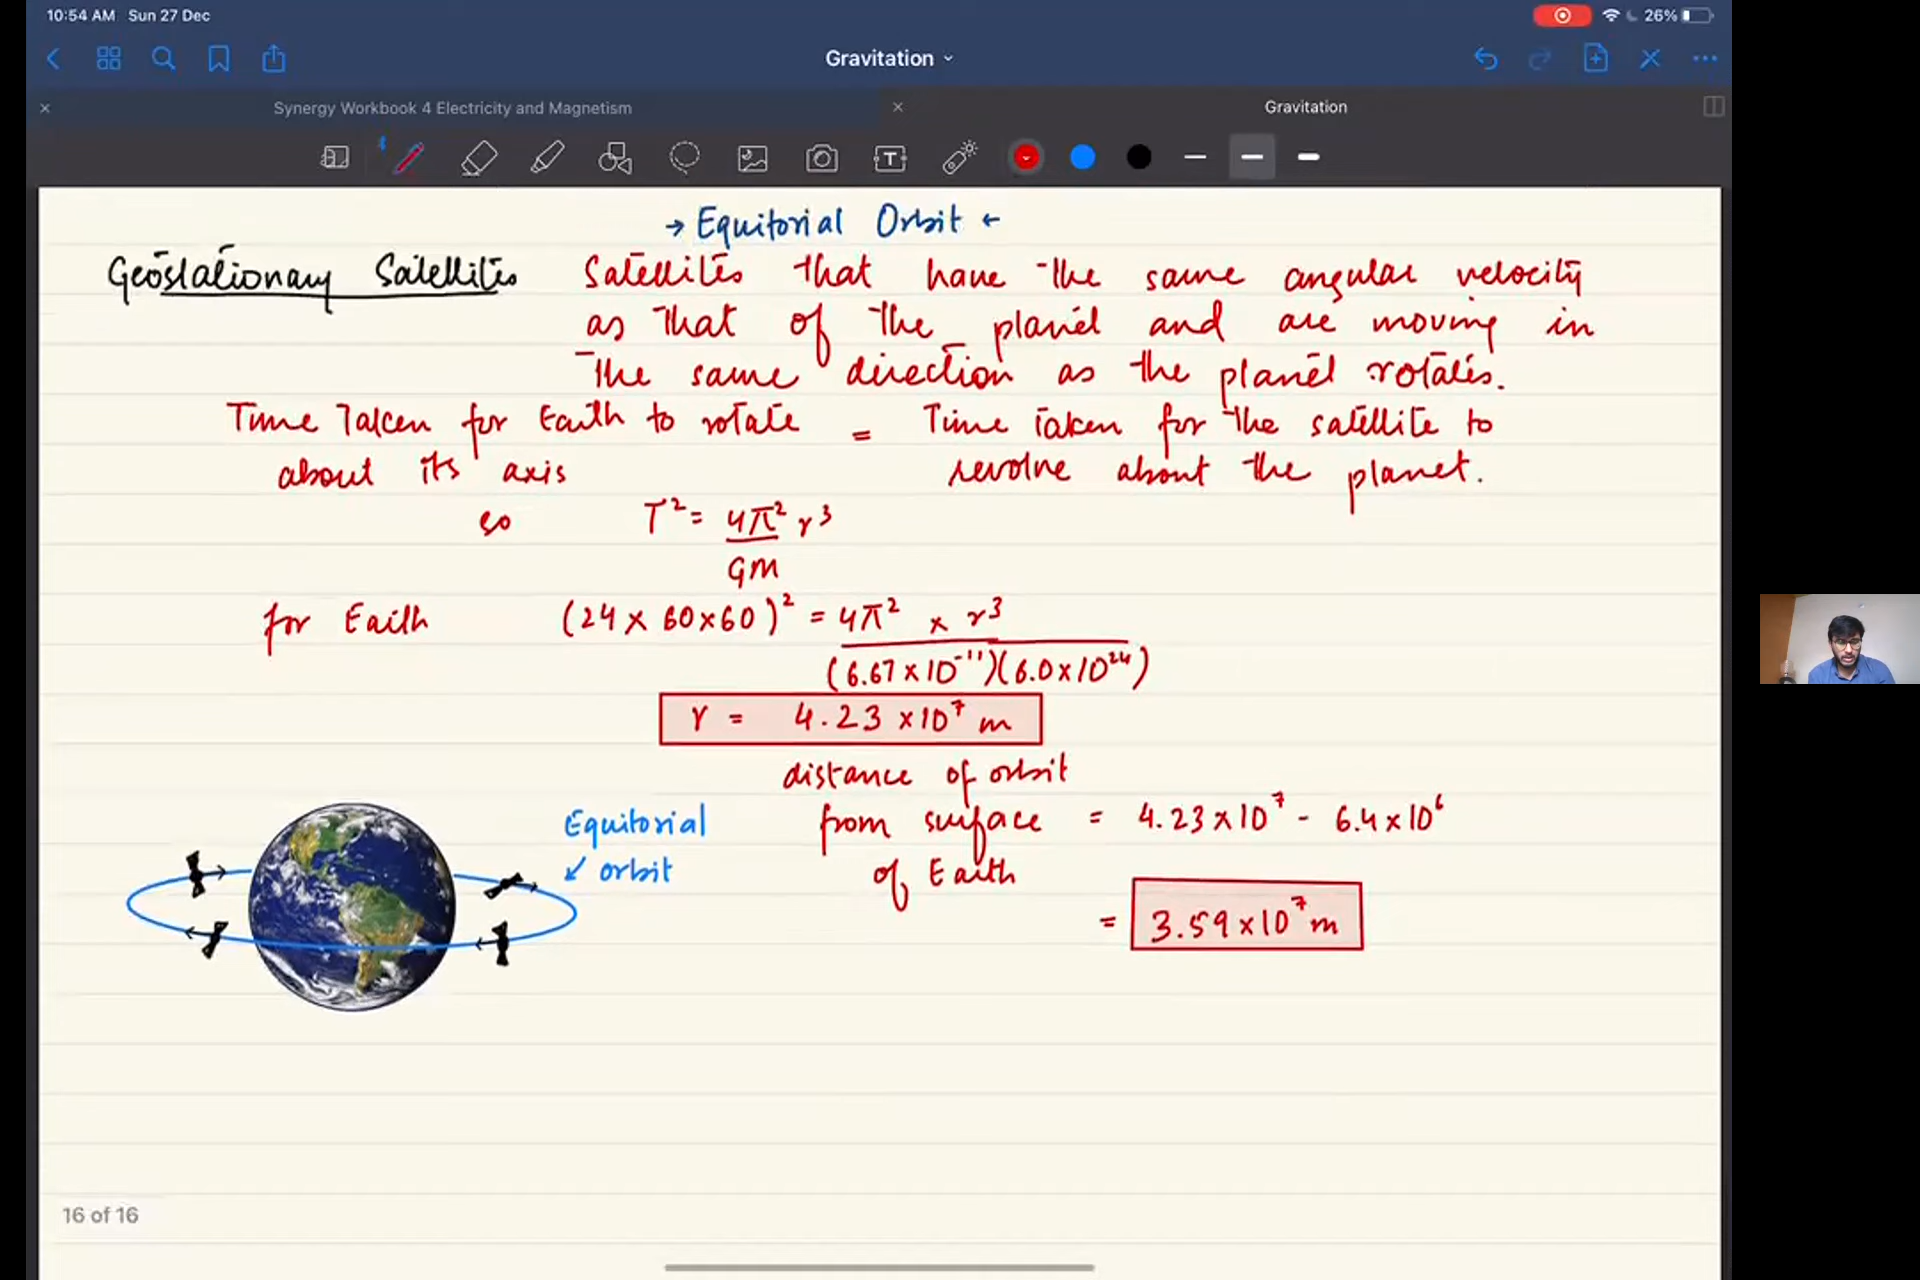 10:54 AM Sun 27 Dec
26%
Gravitation
Synergy Workbook 4 Electricity and Magnetism
Gravitation
T
→ Equitorial Orbit ←
Geostationary Satellites
Satellites that have the same angular velocity
as that of the planet and are moving in
the same direction as the planet rotates.
Time Taken for Earth to rotate
about its axis
=
Time taken for the satellite to
revolve about the planet.
so T² = 4π² r³
GM
for Earth (24 × 60 × 60)² = 4π² × r³
(6.67 × 10⁻¹¹)(6.0 × 10²⁴)
r = 4.23 × 10⁷ m
distance of orbit
from surface = 4.23 × 10⁷ - 6.4 × 10⁶
of Earth
= 3.59 × 10⁷ m
Equitorial
↙ orbit
16 of 16